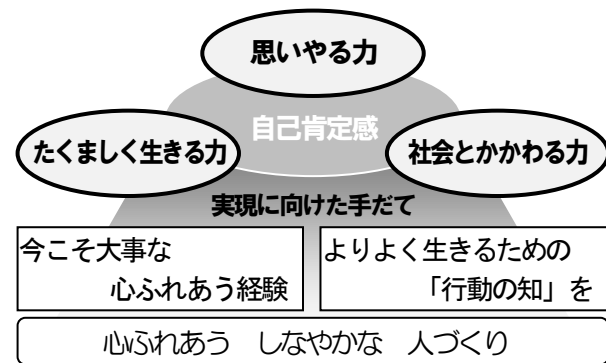 思いやる力
自己肯定感
たくましく生きる力
社会とかかわる力
実現に向けた手だて
今こそ大事な
心ふれあう経験
よりよく生きるための
「行動の知」を
心ふれあう しなやかな 人づくり